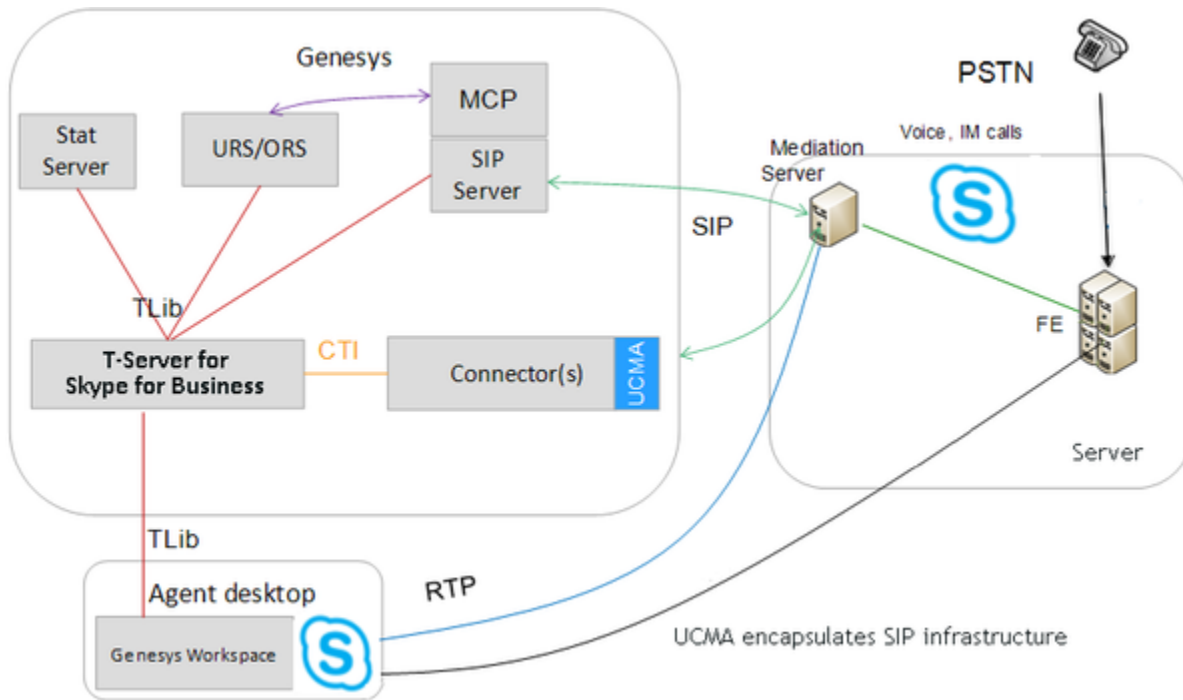 Genesys
MCP
PSTN
Stat
Server
URS/ORS
SIP
Server
Voice, IM calls
Mediation
Server
SIP
TLib
FE
T-Server for
Skype for Business
CTI
Connector(s)
UCMA
Server
TLib
Agent desktop
RTP
Genesys Workspace
UCMA encapsulates SIP infrastructure